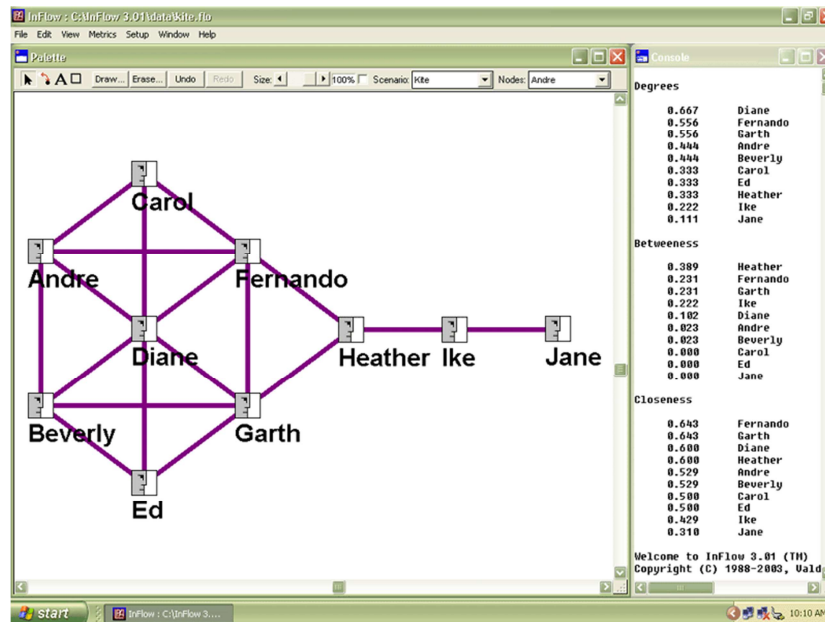 InFlow : C:\InFlow 3.01\data\kite.flo
File Edit View Metrics Setup Window Help
Palette
A Draw... Erase... Undo Redo Size: 100% Scenario: Kite Nodes: Andre
Carol
Andre
Fernando
Diane
Heather
Ike
Jane
Beverly
Garth
Ed
Console
Degrees
0.667 Diane
0.556 Fernando
0.556 Garth
0.444 Andre
0.444 Beverly
0.333 Carol
0.333 Ed
0.333 Heather
0.222 Ike
0.111 Jane
Betweeness
0.389 Heather
0.231 Fernando
0.231 Garth
0.222 Ike
0.102 Diane
0.023 Andre
0.023 Beverly
0.000 Carol
0.000 Ed
0.000 Jane
Closeness
0.643 Fernando
0.643 Garth
0.600 Diane
0.600 Heather
0.529 Andre
0.529 Beverly
0.500 Carol
0.500 Ed
0.429 Ike
0.310 Jane
Welcome to InFlow 3.01 (TM)
Copyright (C) 1988-2003, Vald
start InFlow : C:\InFlow 3.... 10:10 AM